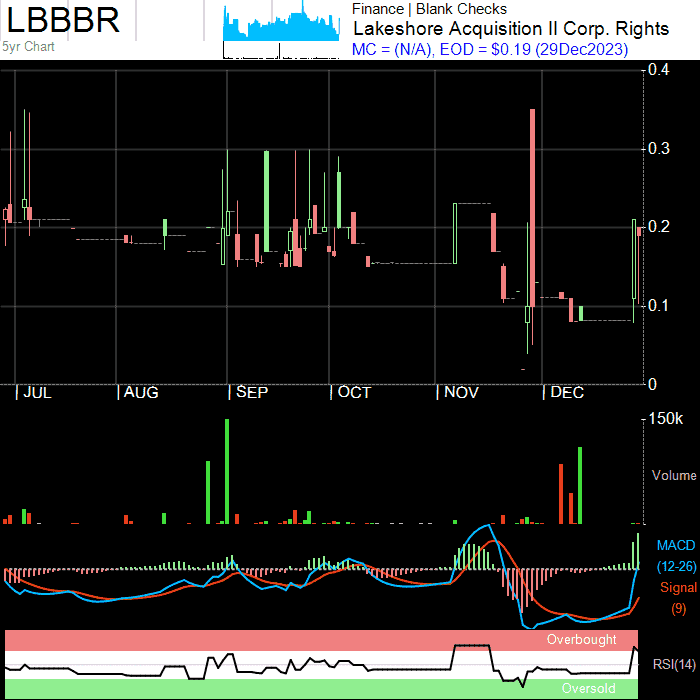 LBBBR
5yr Chart
Finance | Blank Checks
Lakeshore Acquisition II Corp. Rights
MC = (N/A), EOD = $0.19 (29Dec2023)
0.4
0.3
0.2
0.1
0
JUL
AUG
SEP
OCT
NOV
DEC
150k
Volume
MACD
(12-26)
Signal
(9)
Overbought
RSI(14)
Oversold